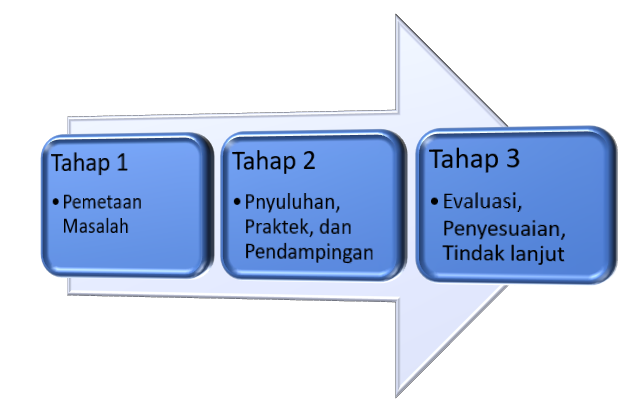 Tahap 1
• Pemetaan
Masalah
Tahap 2
• Pnyuluhan,
Praktek, dan
Pendampingan
Tahap 3
• Evaluasi,
Penyesuaian,
Tindak lanjut